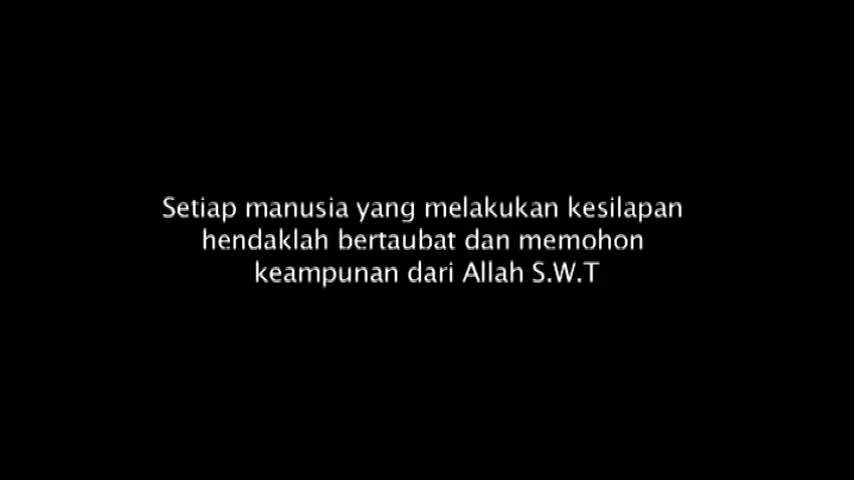 Setiap manusia yang melakukan kesilapan
hendaklah bertaubat dan memohon
keampunan dari Allah S.W.T